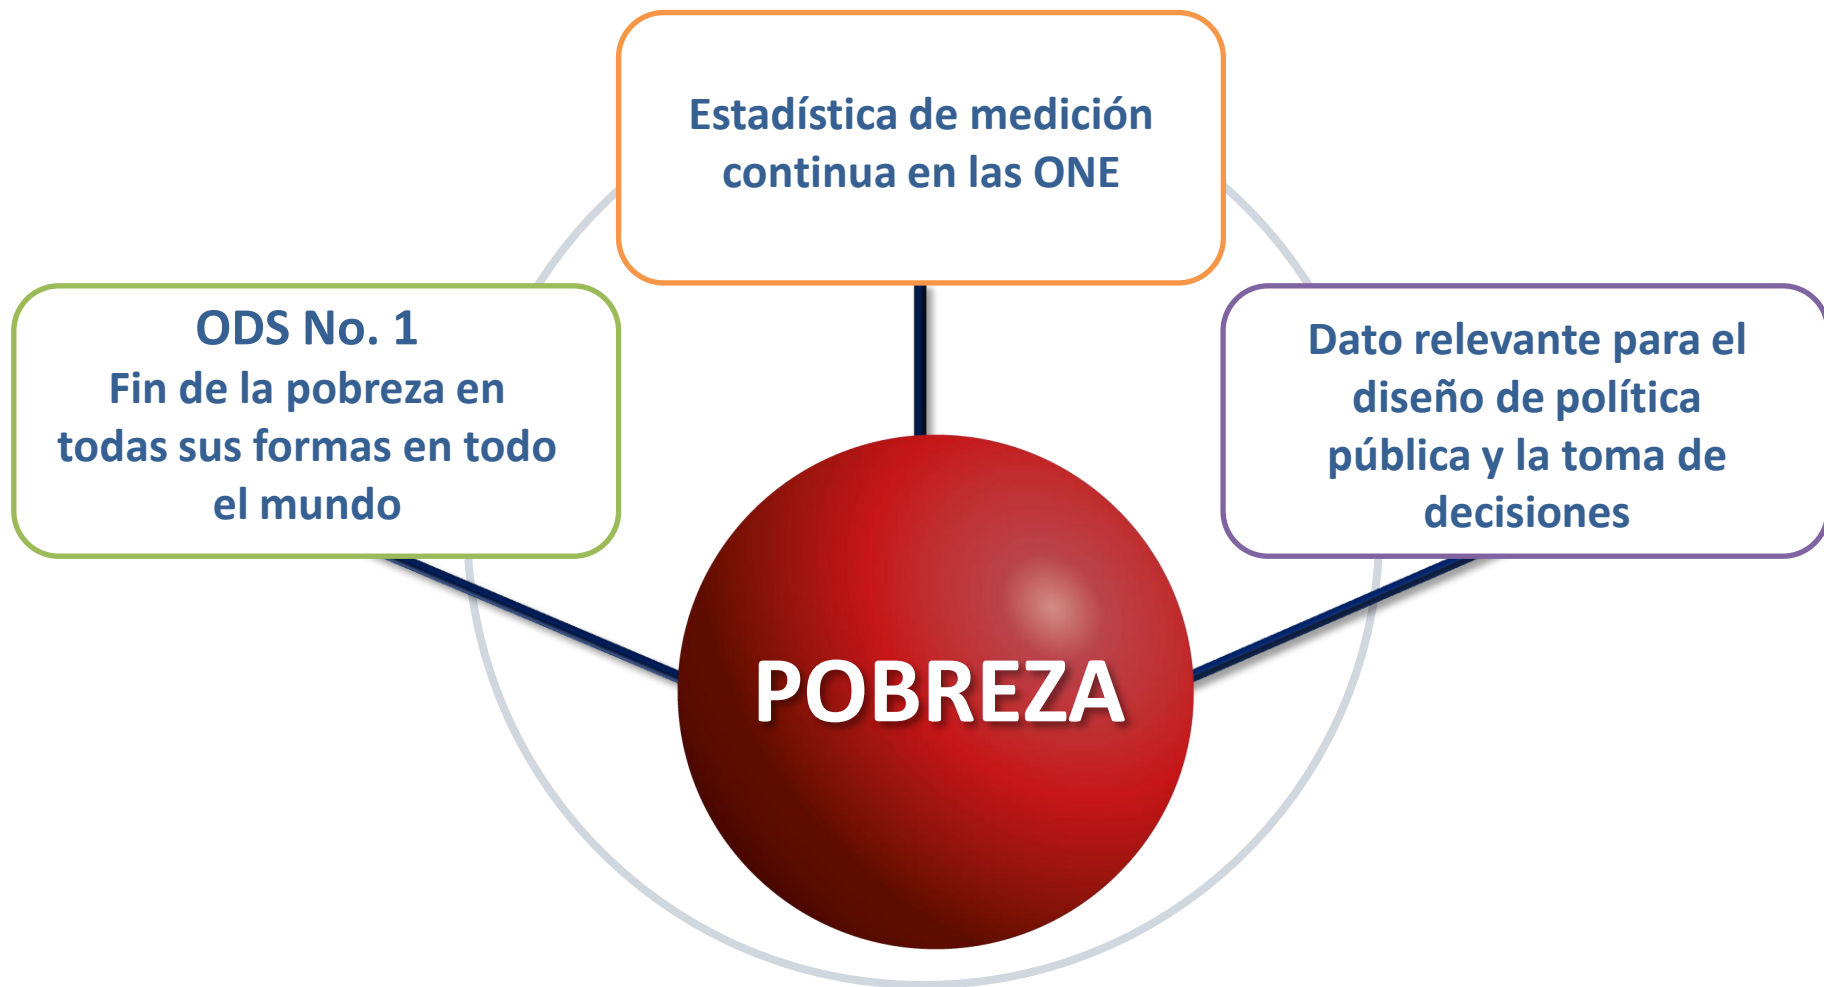 Estadística de medición
continua en las ONE
ODS No. 1
Fin de la pobreza en
todas sus formas en todo
el mundo
Dato relevante para el
diseño de política
pública y la toma de
decisiones
POBREZA